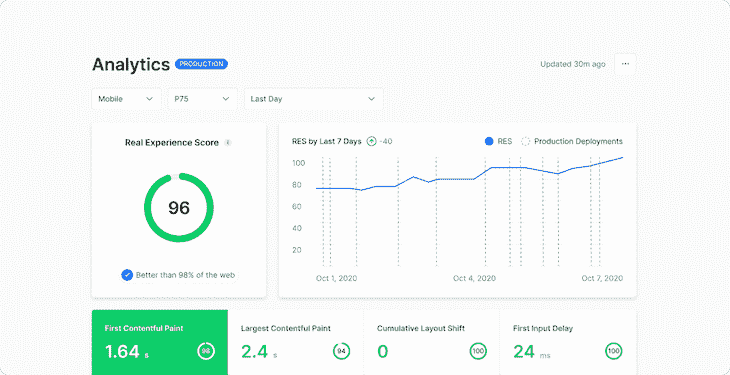 Analytics PRODUCTION
Updated 30m ago
Mobile
P75
Last Day
Real Experience Score
96
Better than 98% of the web
RES by Last 7 Days -40
RES
Production Deployments
100
80
60
40
20
Oct 1, 2020
Oct 4, 2020
Oct 7, 2020
First Contentful Paint
1.64 s
98
Largest Contentful Paint
2.4 s
94
Cumulative Layout Shift
0
100
First Input Delay
24 ms
100